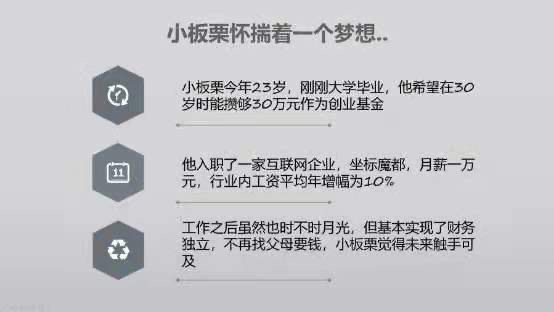 小板栗怀揣着一个梦想..
小板栗今年23岁，刚刚大学毕业，他希望在30
岁时能攒够30万元作为创业基金
11
他入职了一家互联网企业，坐标魔都，月薪一万
元，行业内工资平均年增幅为10%
工作之后虽然也时不时月光，但基本实现了财务
独立，不再找父母要钱，小板栗觉得未来触手可
及